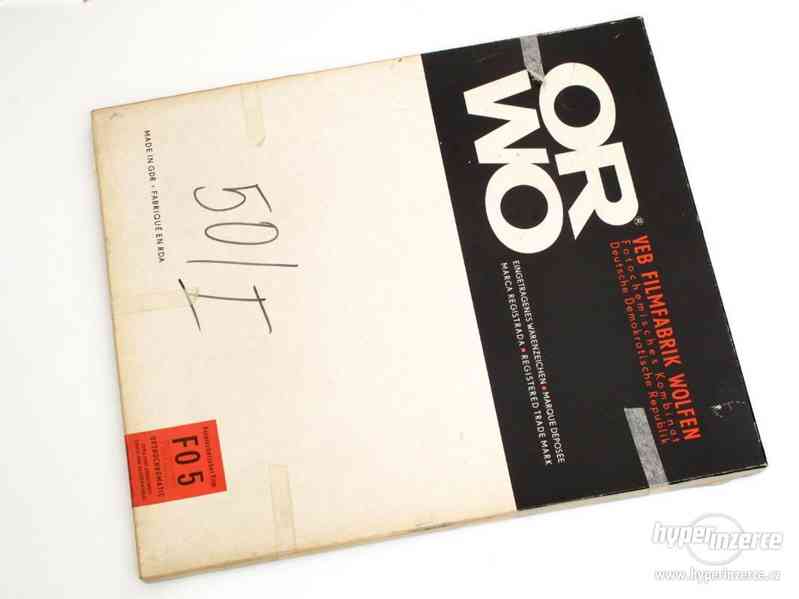 OR
WO
®
VEB FILMFABRIK WOLFEN
Fotochemisches Kombinat
Deutsche Demokratische Republik
EINGETRAGENES WARENZEICHEN • MARQUE DEPOSÉE
MARCA REGISTRADA • REGISTERED TRADE MARK
MADE IN GDR • FABRIQUÉ EN RDA
50/I
FO 5
ORTHOCHROMATIC
hyperinzerce
www.hyperinzerce.cz